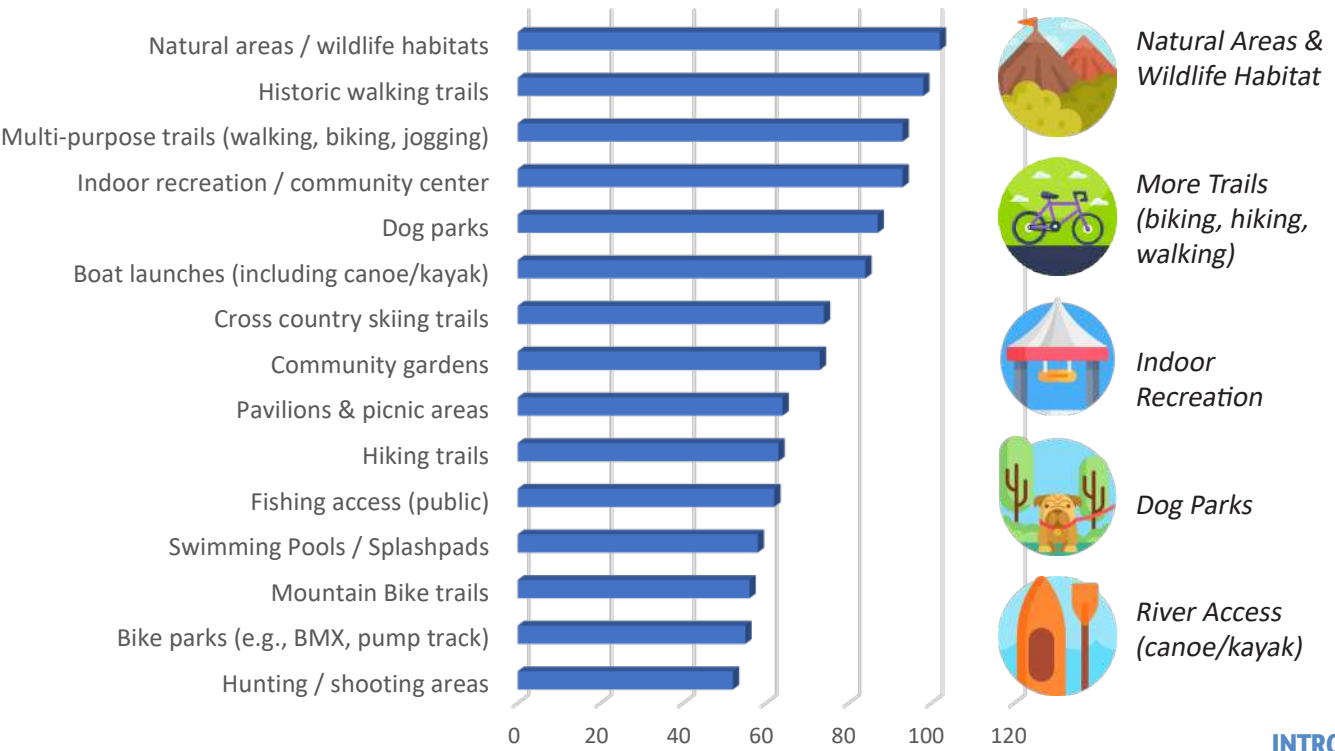 Natural areas / wildlife habitats
Historic walking trails
Multi-purpose trails (walking, biking, jogging)
Indoor recreation / community center
Dog parks
Boat launches (including canoe/kayak)
Cross country skiing trails
Community gardens
Pavilions & picnic areas
Hiking trails
Fishing access (public)
Swimming Pools / Splashpads
Mountain Bike trails
Bike parks (e.g., BMX, pump track)
Hunting / shooting areas
0 20 40 60 80 100 120
Natural Areas &
Wildlife Habitat
More Trails
(biking, hiking,
walking)
Indoor
Recreation
Dog Parks
River Access
(canoe/kayak)